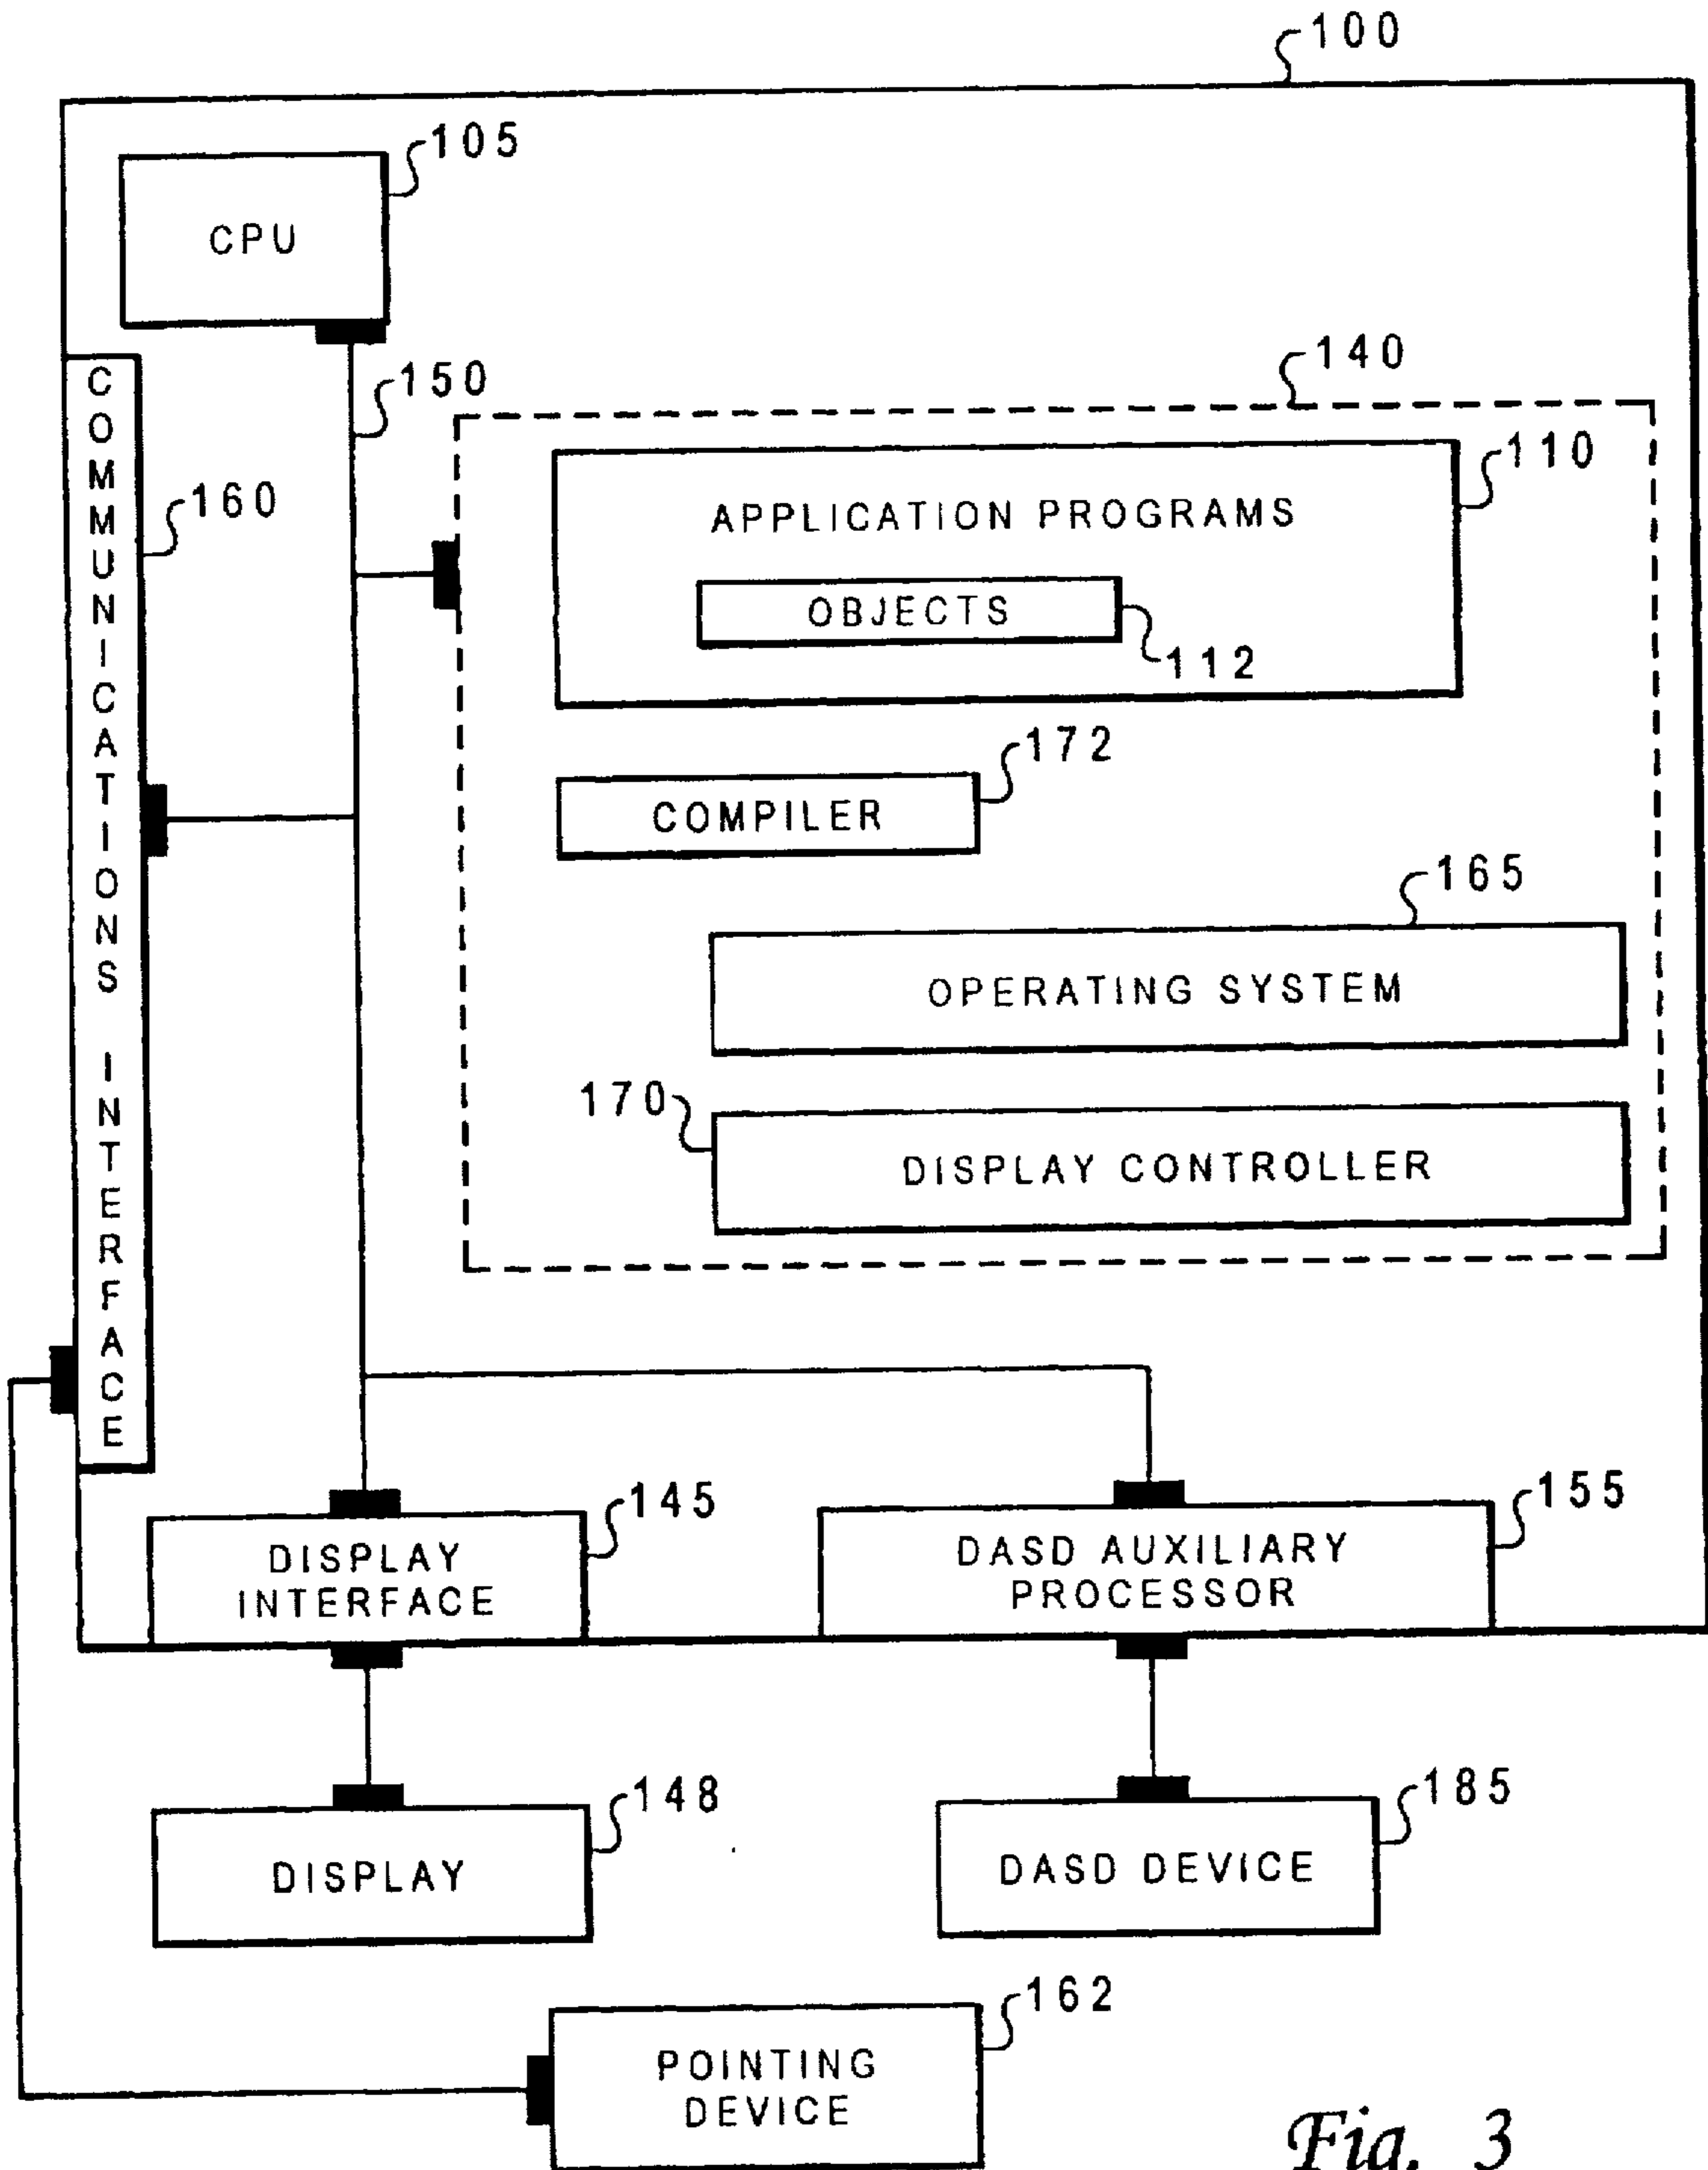 100
105
CPU
150
140
COMMUNICATIONS INTERFACE
160
110
APPLICATION PROGRAMS
OBJECTS
112
172
COMPILER
165
OPERATING SYSTEM
170
DISPLAY CONTROLLER
145
DISPLAY
INTERFACE
155
DASD AUXILIARY
PROCESSOR
148
DISPLAY
185
DASD DEVICE
162
POINTING
DEVICE
Fig. 3